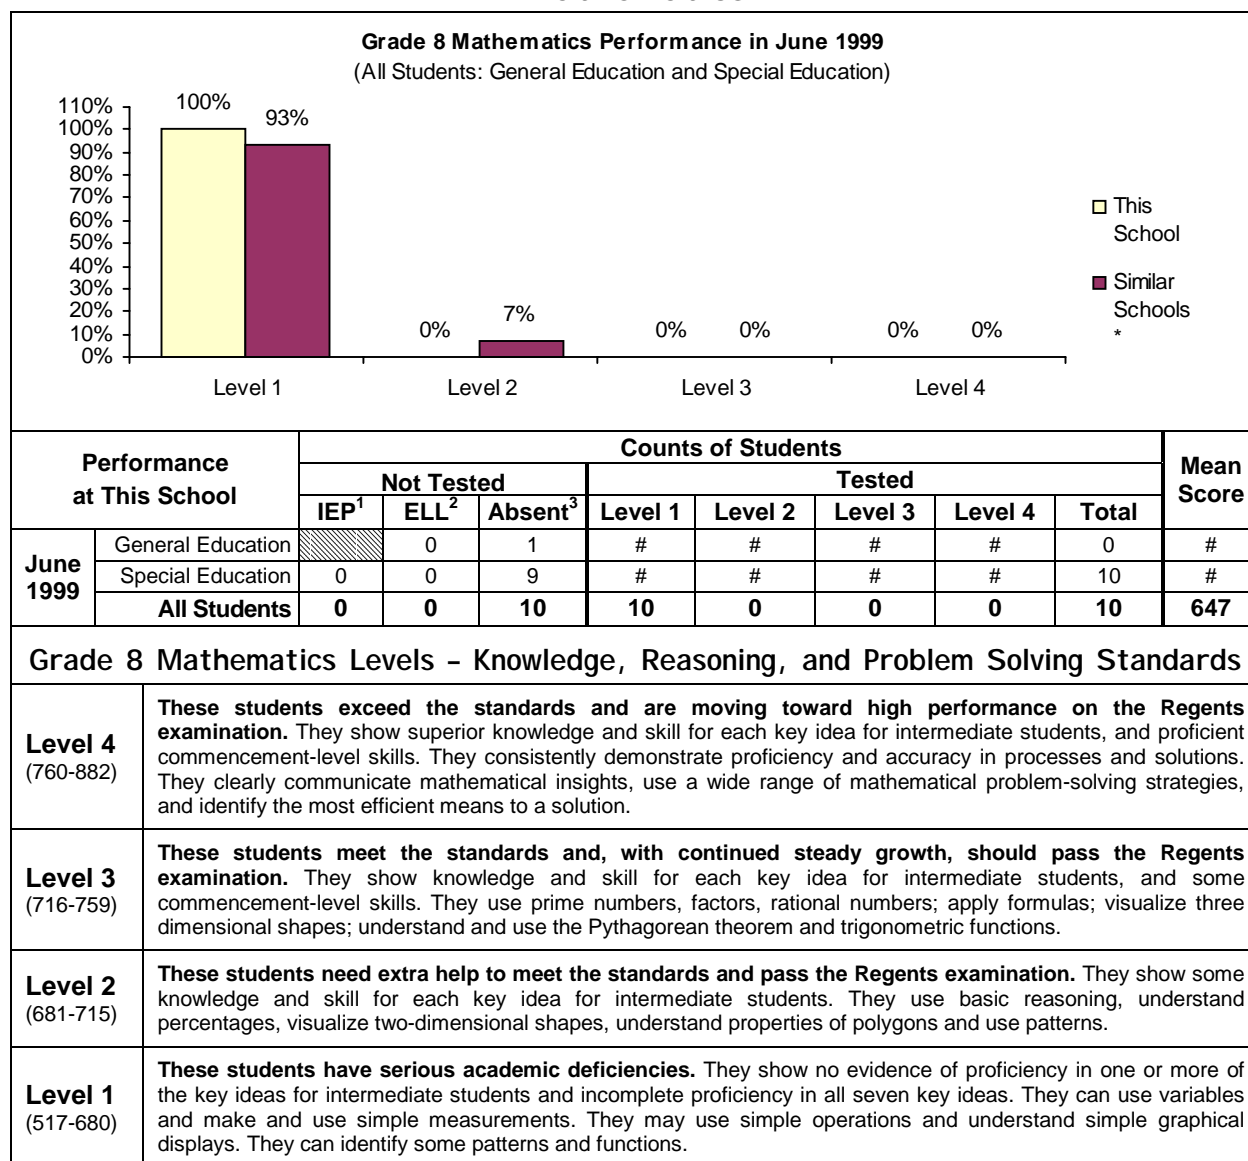 Grade 8 Mathematics Performance in June 1999
(All Students: General Education and Special Education)
110%
100%
90%
80%
70%
60%
50%
40%
30%
20%
10%
0%
100%
93%
0%
7%
0%
0%
0%
0%
Level 1
Level 2
Level 3
Level 4
This
School
Similar
Schools
*
Performance
at This School
Counts of Students
Mean
Score
Not Tested
Tested
IEP1 ELL2 Absent3 Level 1 Level 2 Level 3 Level 4 Total
June
1999
General Education 0 1 # # # # 0 #
Special Education 0 0 9 # # # # 10 #
All Students 0 0 10 10 0 0 0 10 647
Grade 8 Mathematics Levels – Knowledge, Reasoning, and Problem Solving Standards
Level 4
(760-882)
These students exceed the standards and are moving toward high performance on the Regents
examination. They show superior knowledge and skill for each key idea for intermediate students, and proficient
commencement-level skills. They consistently demonstrate proficiency and accuracy in processes and solutions.
They clearly communicate mathematical insights, use a wide range of mathematical problem-solving strategies,
and identify the most efficient means to a solution.
Level 3
(716-759)
These students meet the standards and, with continued steady growth, should pass the Regents
examination. They show knowledge and skill for each key idea for intermediate students, and some
commencement-level skills. They use prime numbers, factors, rational numbers; apply formulas; visualize three
dimensional shapes; understand and use the Pythagorean theorem and trigonometric functions.
Level 2
(681-715)
These students need extra help to meet the standards and pass the Regents examination. They show some
knowledge and skill for each key idea for intermediate students. They use basic reasoning, understand
percentages, visualize two-dimensional shapes, understand properties of polygons and use patterns.
Level 1
(517-680)
These students have serious academic deficiencies. They show no evidence of proficiency in one or more of
the key ideas for intermediate students and incomplete proficiency in all seven key ideas. They can use variables
and make and use simple measurements. They may use simple operations and understand simple graphical
displays. They can identify some patterns and functions.